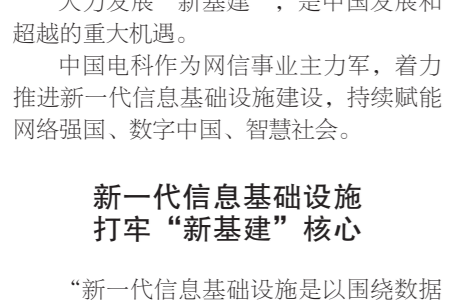 大力发展“新基建”，是中国发展和
超越的重大机遇。
中国电科作为网信事业主力军，着力
推进新一代信息基础设施建设，持续赋能
网络强国、数字中国、智慧社会。
新一代信息基础设施
打牢“新基建”核心
“新一代信息基础设施是以围绕数据